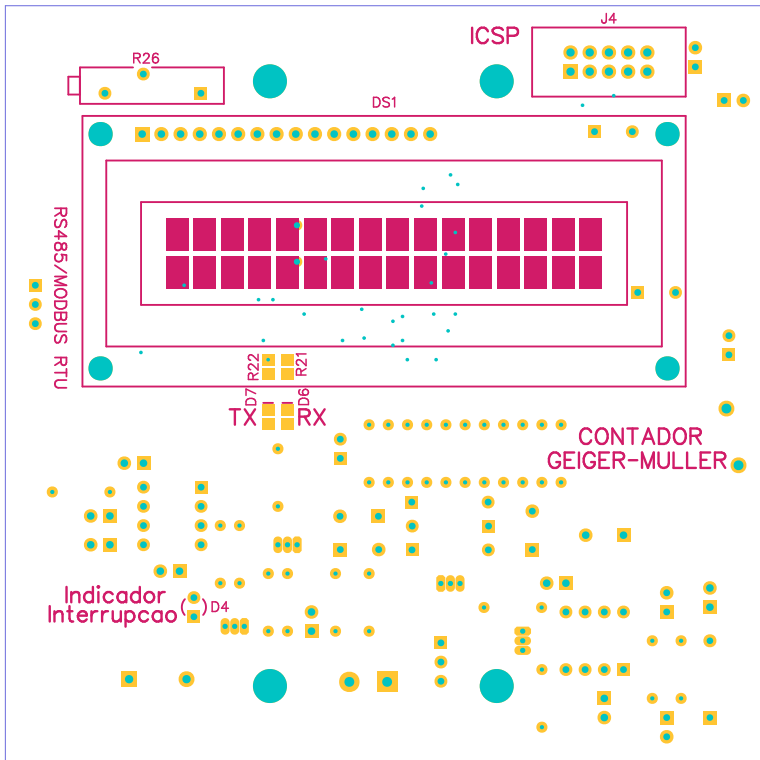 J4
ICSP
R26
DS1
RS485/MODBUS RTU
R22
R21
D7
D6
TX
RX
CONTADOR
GEIGER-MULLER
Indicador
Interrupcao
D4